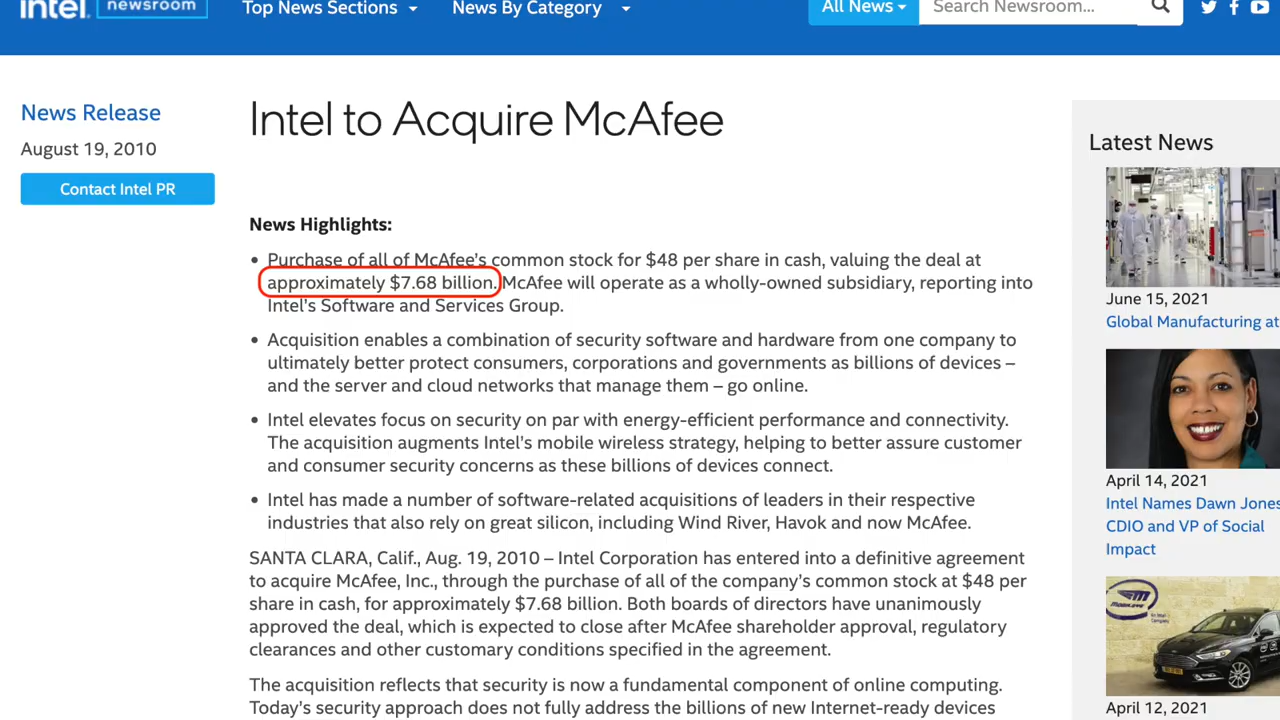 intel. newsroom
Top News Sections
News By Category
All News
Search Newsroom...
News Release
August 19, 2010
Contact Intel PR
Intel to Acquire McAfee
News Highlights:
• Purchase of all of McAfee's common stock for $48 per share in cash, valuing the deal at
approximately $7.68 billion. McAfee will operate as a wholly-owned subsidiary, reporting into
Intel's Software and Services Group.
• Acquisition enables a combination of security software and hardware from one company to
ultimately better protect consumers, corporations and governments as billions of devices –
and the server and cloud networks that manage them – go online.
• Intel elevates focus on security on par with energy-efficient performance and connectivity.
The acquisition augments Intel's mobile wireless strategy, helping to better assure customer
and consumer security concerns as these billions of devices connect.
• Intel has made a number of software-related acquisitions of leaders in their respective
industries that also rely on great silicon, including Wind River, Havok and now McAfee.
SANTA CLARA, Calif., Aug. 19, 2010 – Intel Corporation has entered into a definitive agreement
to acquire McAfee, Inc., through the purchase of all of the company's common stock at $48 per
share in cash, for approximately $7.68 billion. Both boards of directors have unanimously
approved the deal, which is expected to close after McAfee shareholder approval, regulatory
clearances and other customary conditions specified in the agreement.
The acquisition reflects that security is now a fundamental component of online computing.
Today's security approach does not fully address the billions of new Internet-ready devices
Latest News
June 15, 2021
Global Manufacturing at
April 14, 2021
Intel Names Dawn Jones
CDIO and VP of Social
Impact
April 12, 2021